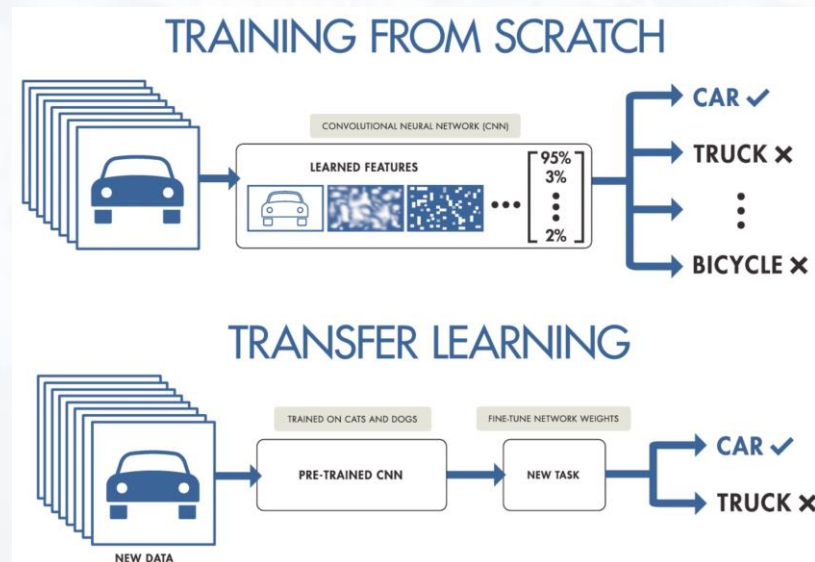 TRAINING FROM SCRATCH
CONVOLUTIONAL NEURAL NETWORK (CNN)
LEARNED FEATURES
95%
3%
2%
CAR ✓
TRUCK ×
BICYCLE ×
TRANSFER LEARNING
TRAINED ON CATS AND DOGS
FINE-TUNE NETWORK WEIGHTS
PRE-TRAINED CNN
NEW TASK
CAR ✓
TRUCK ×
NEW DATA